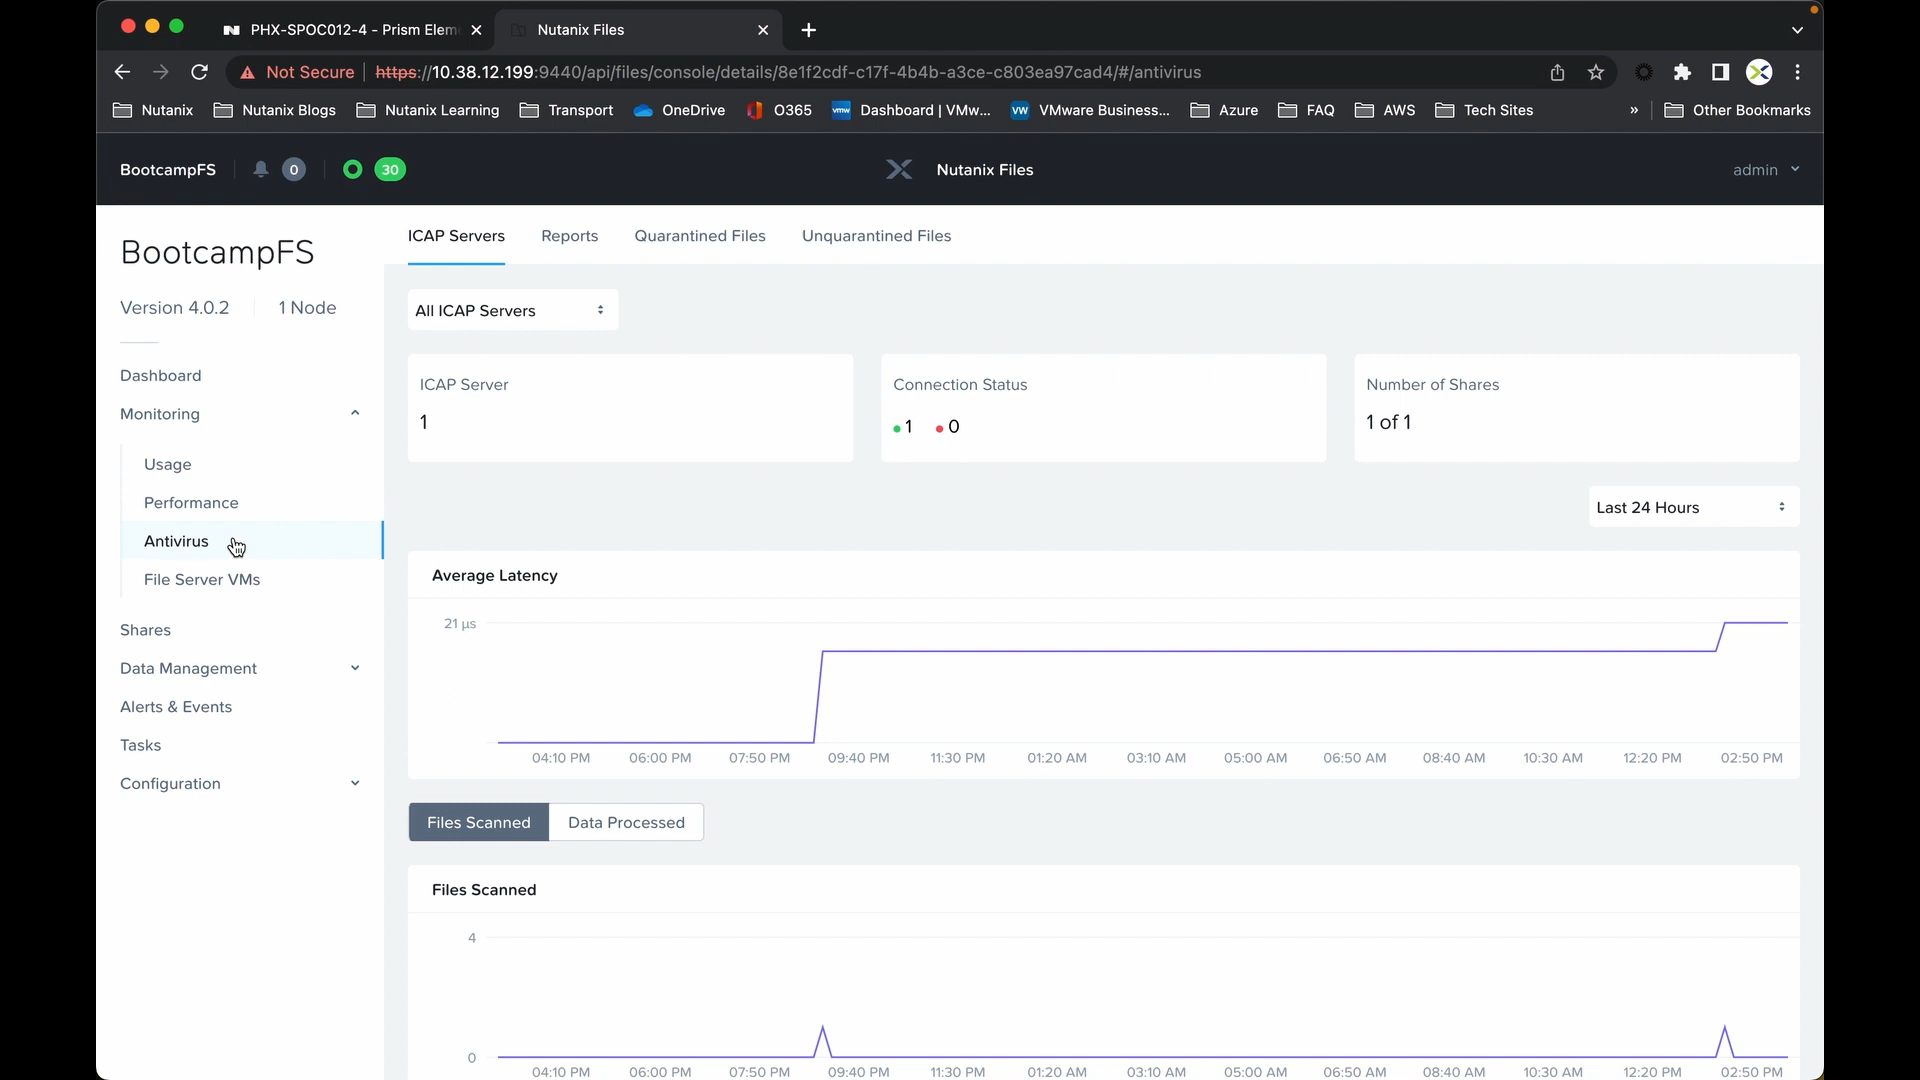 PHX-SPOC012-4 - Prism Elem
Nutanix Files
Not Secure https://10.38.12.199:9440/api/files/console/details/8e1f2cdf-c17f-4b4b-a3ce-c803ea97cad4/#/antivirus
Nutanix Nutanix Blogs Nutanix Learning Transport OneDrive O365 vmw Dashboard | VMw... VW VMware Business... Azure FAQ AWS Tech Sites » Other Bookmarks
BootcampFS 0 30 Nutanix Files admin
BootcampFS
Version 4.0.2 1 Node
Dashboard
Monitoring
Usage
Performance
Antivirus
File Server VMs
Shares
Data Management
Alerts & Events
Tasks
Configuration
ICAP Servers Reports Quarantined Files Unquarantined Files
All ICAP Servers
ICAP Server
1
Connection Status
1 0
Number of Shares
1 of 1
Last 24 Hours
Average Latency
21 µs
04:10 PM 06:00 PM 07:50 PM 09:40 PM 11:30 PM 01:20 AM 03:10 AM 05:00 AM 06:50 AM 08:40 AM 10:30 AM 12:20 PM 02:50 PM
Files Scanned Data Processed
Files Scanned
4
0
04:10 PM 06:00 PM 07:50 PM 09:40 PM 11:30 PM 01:20 AM 03:10 AM 05:00 AM 06:50 AM 08:40 AM 10:30 AM 12:20 PM 02:50 PM